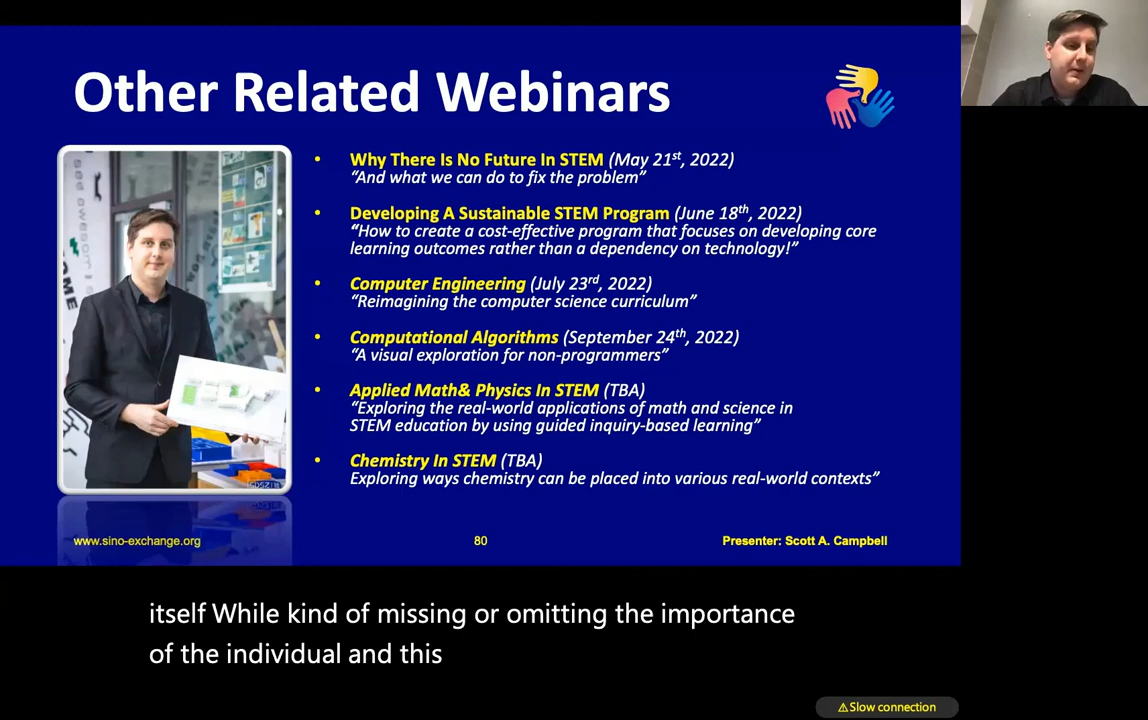 Other Related Webinars
• Why There Is No Future In STEM (May 21st, 2022)
“And what we can do to fix the problem”
• Developing A Sustainable STEM Program (June 18th, 2022)
“How to create a cost-effective program that focuses on developing core
learning outcomes rather than a dependency on technology!”
• Computer Engineering (July 23rd, 2022)
“Reimagining the computer science curriculum”
• Computational Algorithms (September 24th, 2022)
“A visual exploration for non-programmers”
• Applied Math& Physics In STEM (TBA)
“Exploring the real-world applications of math and science in
STEM education by using guided inquiry-based learning”
• Chemistry In STEM (TBA)
Exploring ways chemistry can be placed into various real-world contexts”
www.sino-exchange.org
80
Presenter: Scott A. Campbell
itself While kind of missing or omitting the importance
of the individual and this
⚠Slow connection